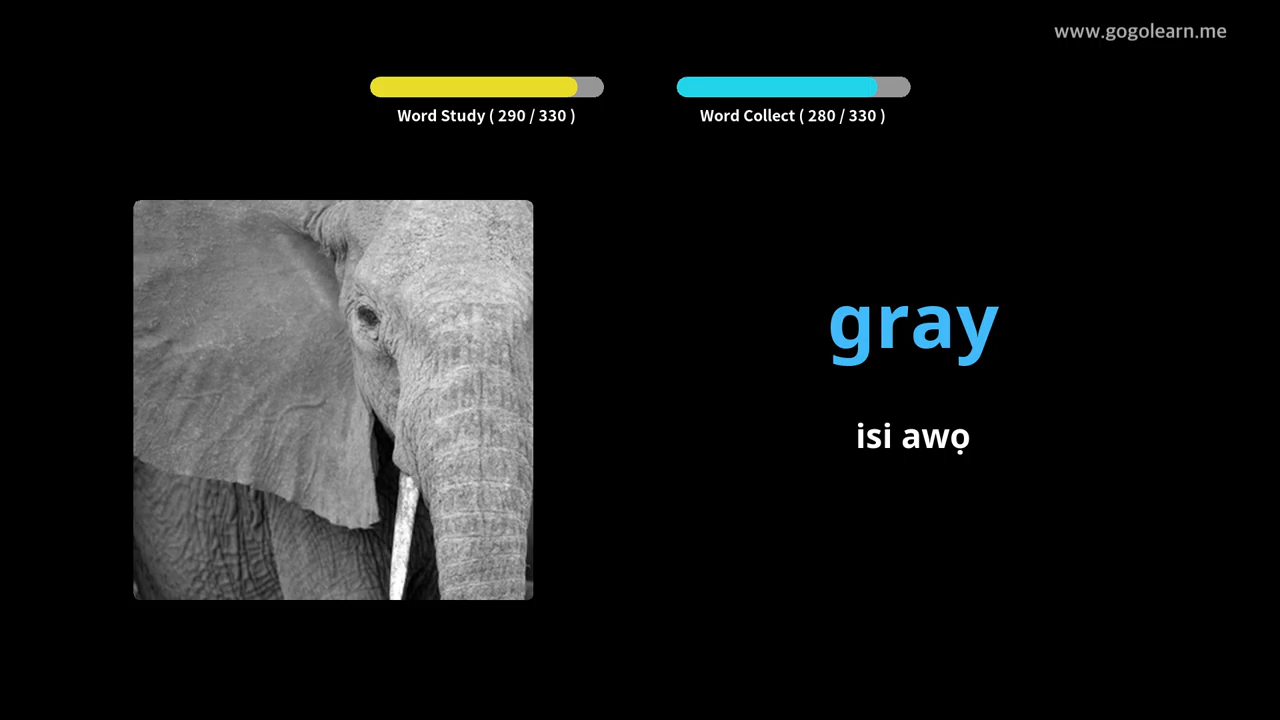 www.gogolearn.me
Word Study ( 290 / 330 )
Word Collect ( 280 / 330 )
gray
isi awọ